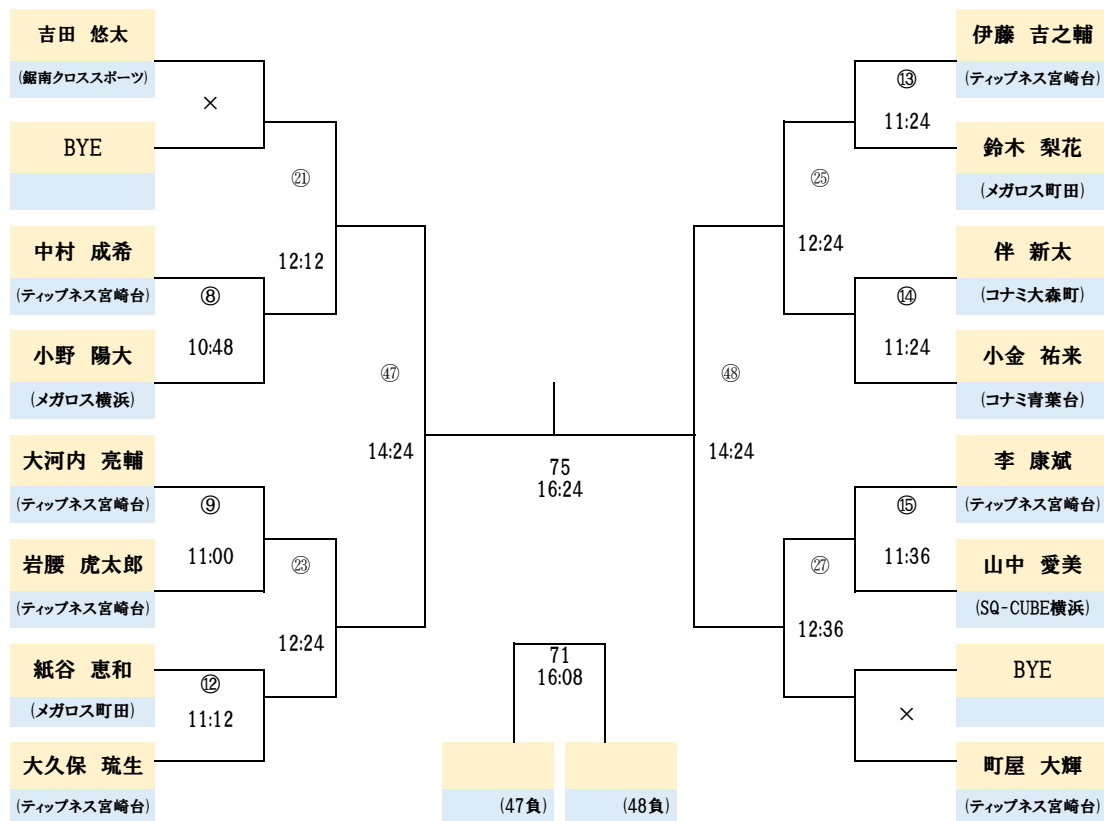 吉田 悠太
(鋸南クロススポーツ)
×
BYE
㉑
12:12
中村 成希
(ティップネス宮崎台)
⑧
10:48
小野 陽大
(メガロス横浜)
㊼
14:24
大河内 亮輔
(ティップネス宮崎台)
⑨
11:00
岩腰 虎太郎
(ティップネス宮崎台)
㉓
12:24
紙谷 恵和
(メガロス町田)
⑫
11:12
大久保 琉生
(ティップネス宮崎台)
75
16:24
71
16:08
(47負)
(48負)
伊藤 吉之輔
(ティップネス宮崎台)
⑬
11:24
鈴木 梨花
(メガロス町田)
㉕
12:24
伴 新太
(コナミ大森町)
⑭
11:24
小金 祐来
(コナミ青葉台)
㊽
14:24
李 康斌
(ティップネス宮崎台)
⑮
11:36
山中 愛美
(SQ-CUBE横浜)
㉗
12:36
BYE
×
町屋 大輝
(ティップネス宮崎台)